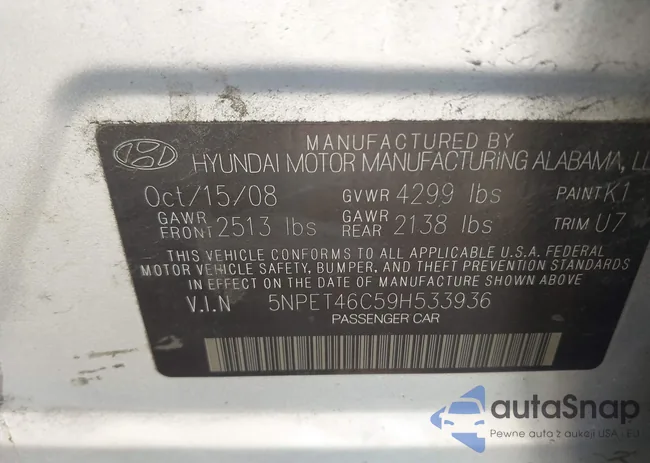 MANUFACTURED BY
HYUNDAI MOTOR MANUFACTURING ALABAMA,
Oct/15/08 GVWR 4299 lbs PAINT K1
GAWR FRONT 2513 lbs GAWR REAR 2138 lbs TRIM U7
THIS VEHICLE CONFORMS TO ALL APPLICABLE U.S.A. FEDERAL
MOTOR VEHICLE SAFETY, BUMPER, AND THEFT PREVENTION STANDARDS
IN EFFECT ON THE DATE OF MANUFACTURE SHOWN ABOVE.
V.I.N 5NPET46C59H533936
PASSENGER CAR
autaSnap
Pewne auta z aukcji USA - EU